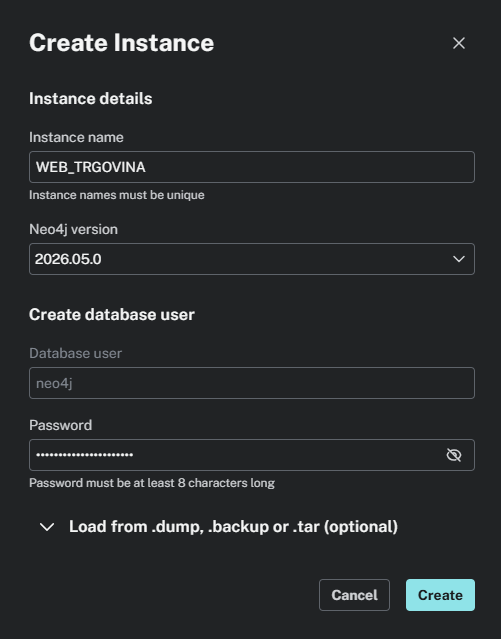 Create Instance
Instance details
Instance name
WEB_TRGOVINA
Instance names must be unique
Neo4j version
2026.05.0
Create database user
Database user
neo4j
Password
••••••••••••••••••••••
Password must be at least 8 characters long
Load from .dump, .backup or .tar (optional)
Cancel Create